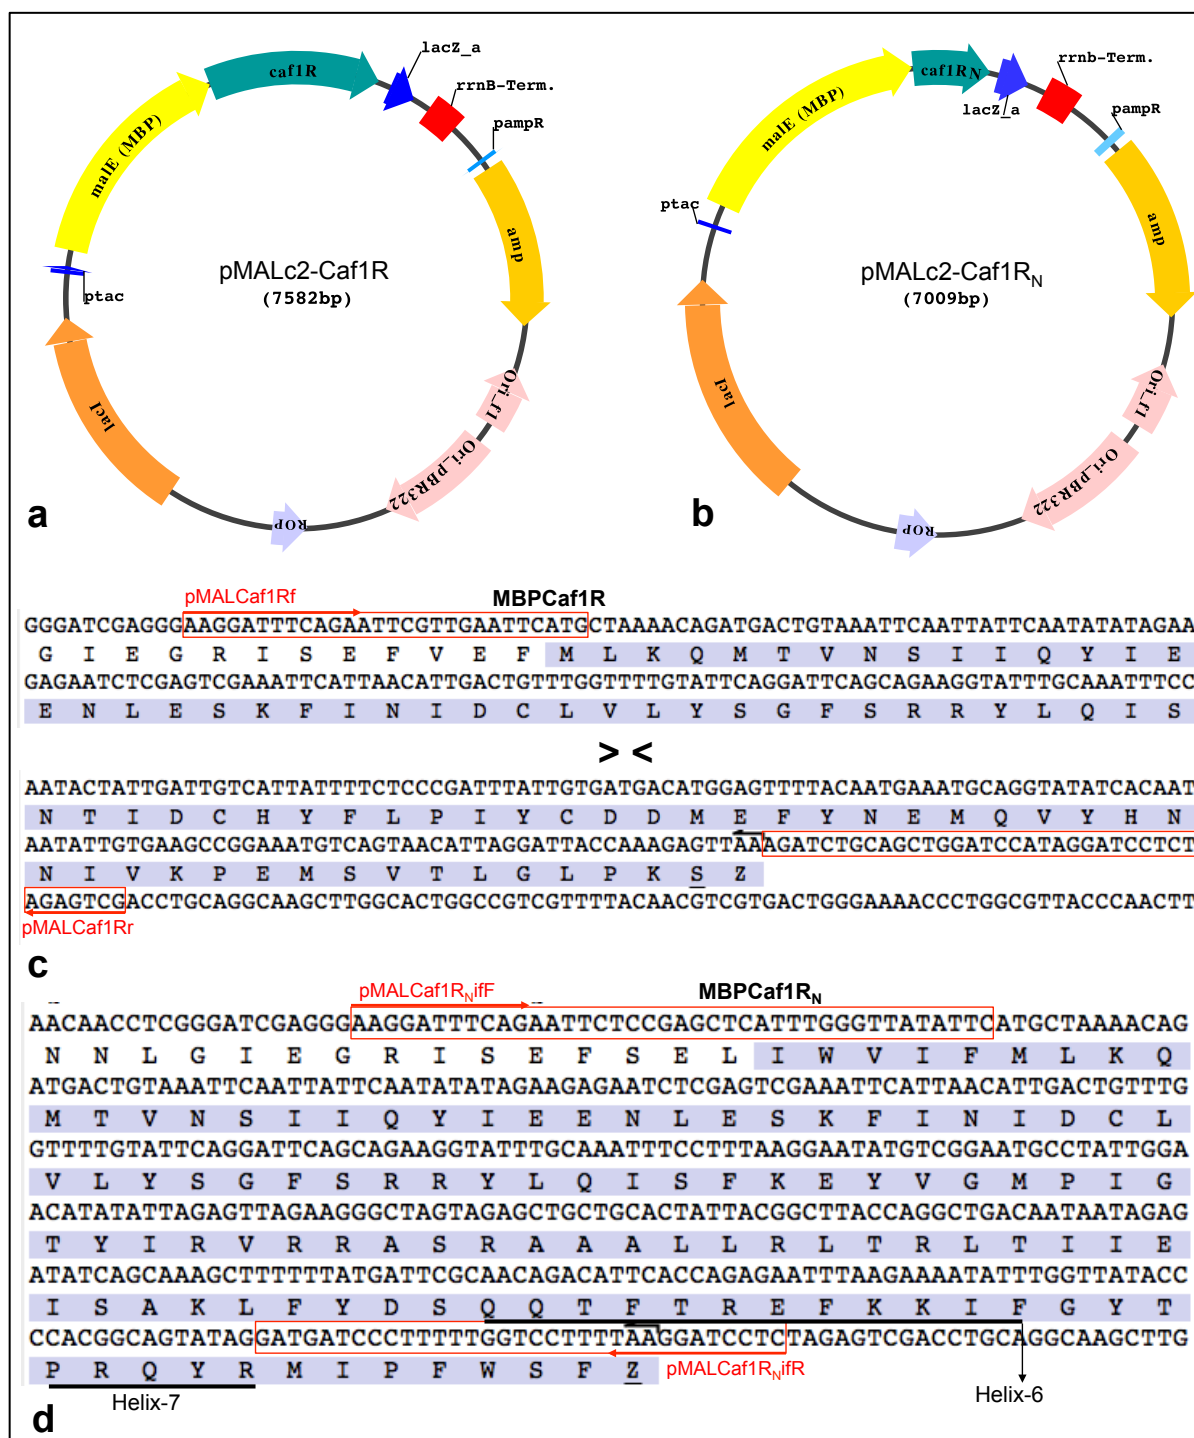 lacZ_a
caf1R
rrnB-Term.
pampR
malE (MBP)
amp
ptac
pMALc2-Caf1R
(7582bp)
Ori_f1
lacI
Ori_pBR322
ROP
a
lacZ_a
caf1RN
rrnb-Term.
pampR
malE (MBP)
amp
ptac
pMALc2-Caf1RN
(7009bp)
Ori_f1
lacI
Ori_pBR322
ROP
b
pMALCaf1Rf MBPCaf1R
GGGATCGAGGGAAGGATTTCAGAATTCGTTGAATTCATGCTAAAACAGATGACTGTAAATTCAATTATTCAATATATAGAA
G I E G R I S E F V E F M L K Q M T V N S I I Q Y I E
GAGAATCTCGAGTCGAAATTCATTAACATTGACTGTTTGGTTTTGTATTCAGGATTCAGCAGAAGGTATTTGCAAATTTCC
E N L E S K F I N I D C L V L Y S G F S R R Y L Q I S
> <
AATACTATTGATTGTCATTATTTTCTCCCGATTTATTGTGATGACATGGAGTTTTACAATGAAATGCAGGTATATCACAAT
N T I D C H Y F L P I Y C D D M E F Y N E M Q V Y H N
AATATTGTGAAGCCGGAAATGTCAGTAACATTAGGATTACCAAAGAGTTAAAGATCTGCAGCTGGATCCATAGGATCCTCT
N I V K P E M S V T L G L P K S Z
AGAGTCGACCTGCAGGCAAGCTTGGCACTGGCCGTCGTTTTACAACGTCGTGACTGGGAAAACCCTGGCGTTACCCAACTT
pMALCaf1Rr
c
pMALCaf1RNifF MBPCaf1RN
AACAACCTCGGGATCGAGGGAAGGATTTCAGAATTCTCCGAGCTCATTTGGGTTATATTCATGCTAAAACAG
N N L G I E G R I S E F S E L I W V I F M L K Q
ATGACTGTAAATTCAATTATTCAATATATAGAAGAGAATCTCGAGTCGAAATTCATTAACATTGACTGTTTG
M T V N S I I Q Y I E E N L E S K F I N I D C L
GTTTTGTATTCAGGATTCAGCAGAAGGTATTTGCAAATTTCCTTTAAGGAATATGTCGGAATGCCTATTGGA
V L Y S G F S R R Y L Q I S F K E Y V G M P I G
ACATATATTAGAGTTAGAAGGGCTAGTAGAGCTGCTGCACTATTACGGCTTACCAGGCTGACAATAATAGAG
T Y I R V R R A S R A A A L L R L T R L T I I E
ATATCAGCAAAGCTTTTTTATGATTCGCAACAGACATTCACCAGAGAATTTAAGAAAATATTTGGTTATACC
I S A K L F Y D S Q Q T F T R E F K K I F G Y T
CCACGGCAGTATAGGATGATCCCTTTTTGGTCCTTTTAAGGATCCTCTAGAGTCGACCTGCAGGCAAGCTTG
P R Q Y R M I P F W S F Z pMALCaf1RNifR
Helix-7 Helix-6
d